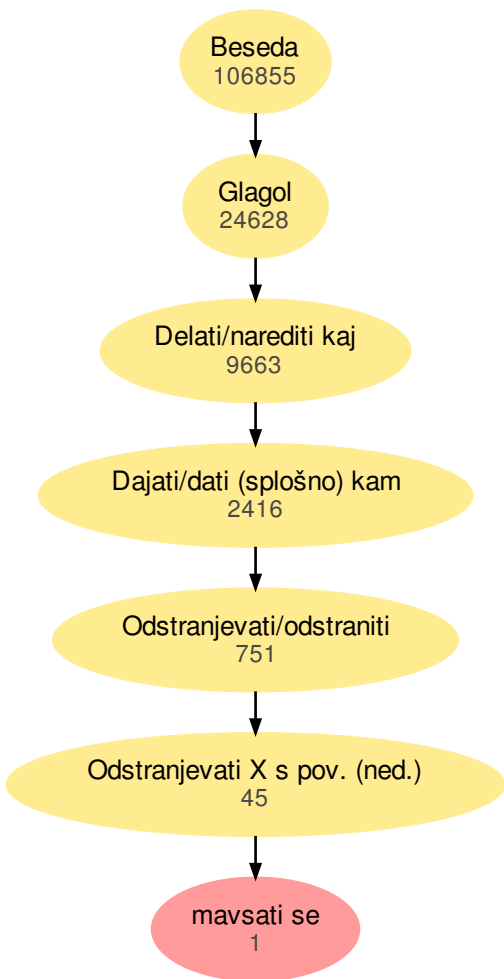 Beseda
106855
Glagol
24628
Delati/narediti kaj
9663
Dajati/dati (splošno) kam
2416
Odstranjevati/odstraniti
751
Odstranjevati X s pov. (ned.)
45
mavsati se
1